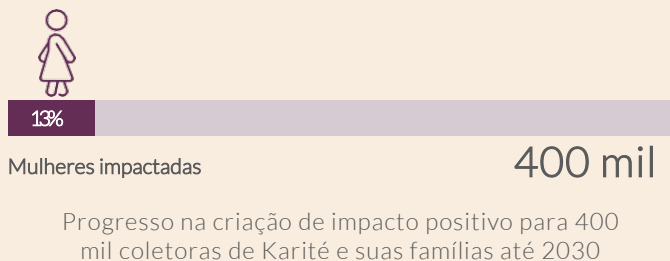 13%
Mulheres impactadas
400 mil
Progresso na criação de impacto positivo para 400
mil coletoras de Karité e suas famílias até 2030